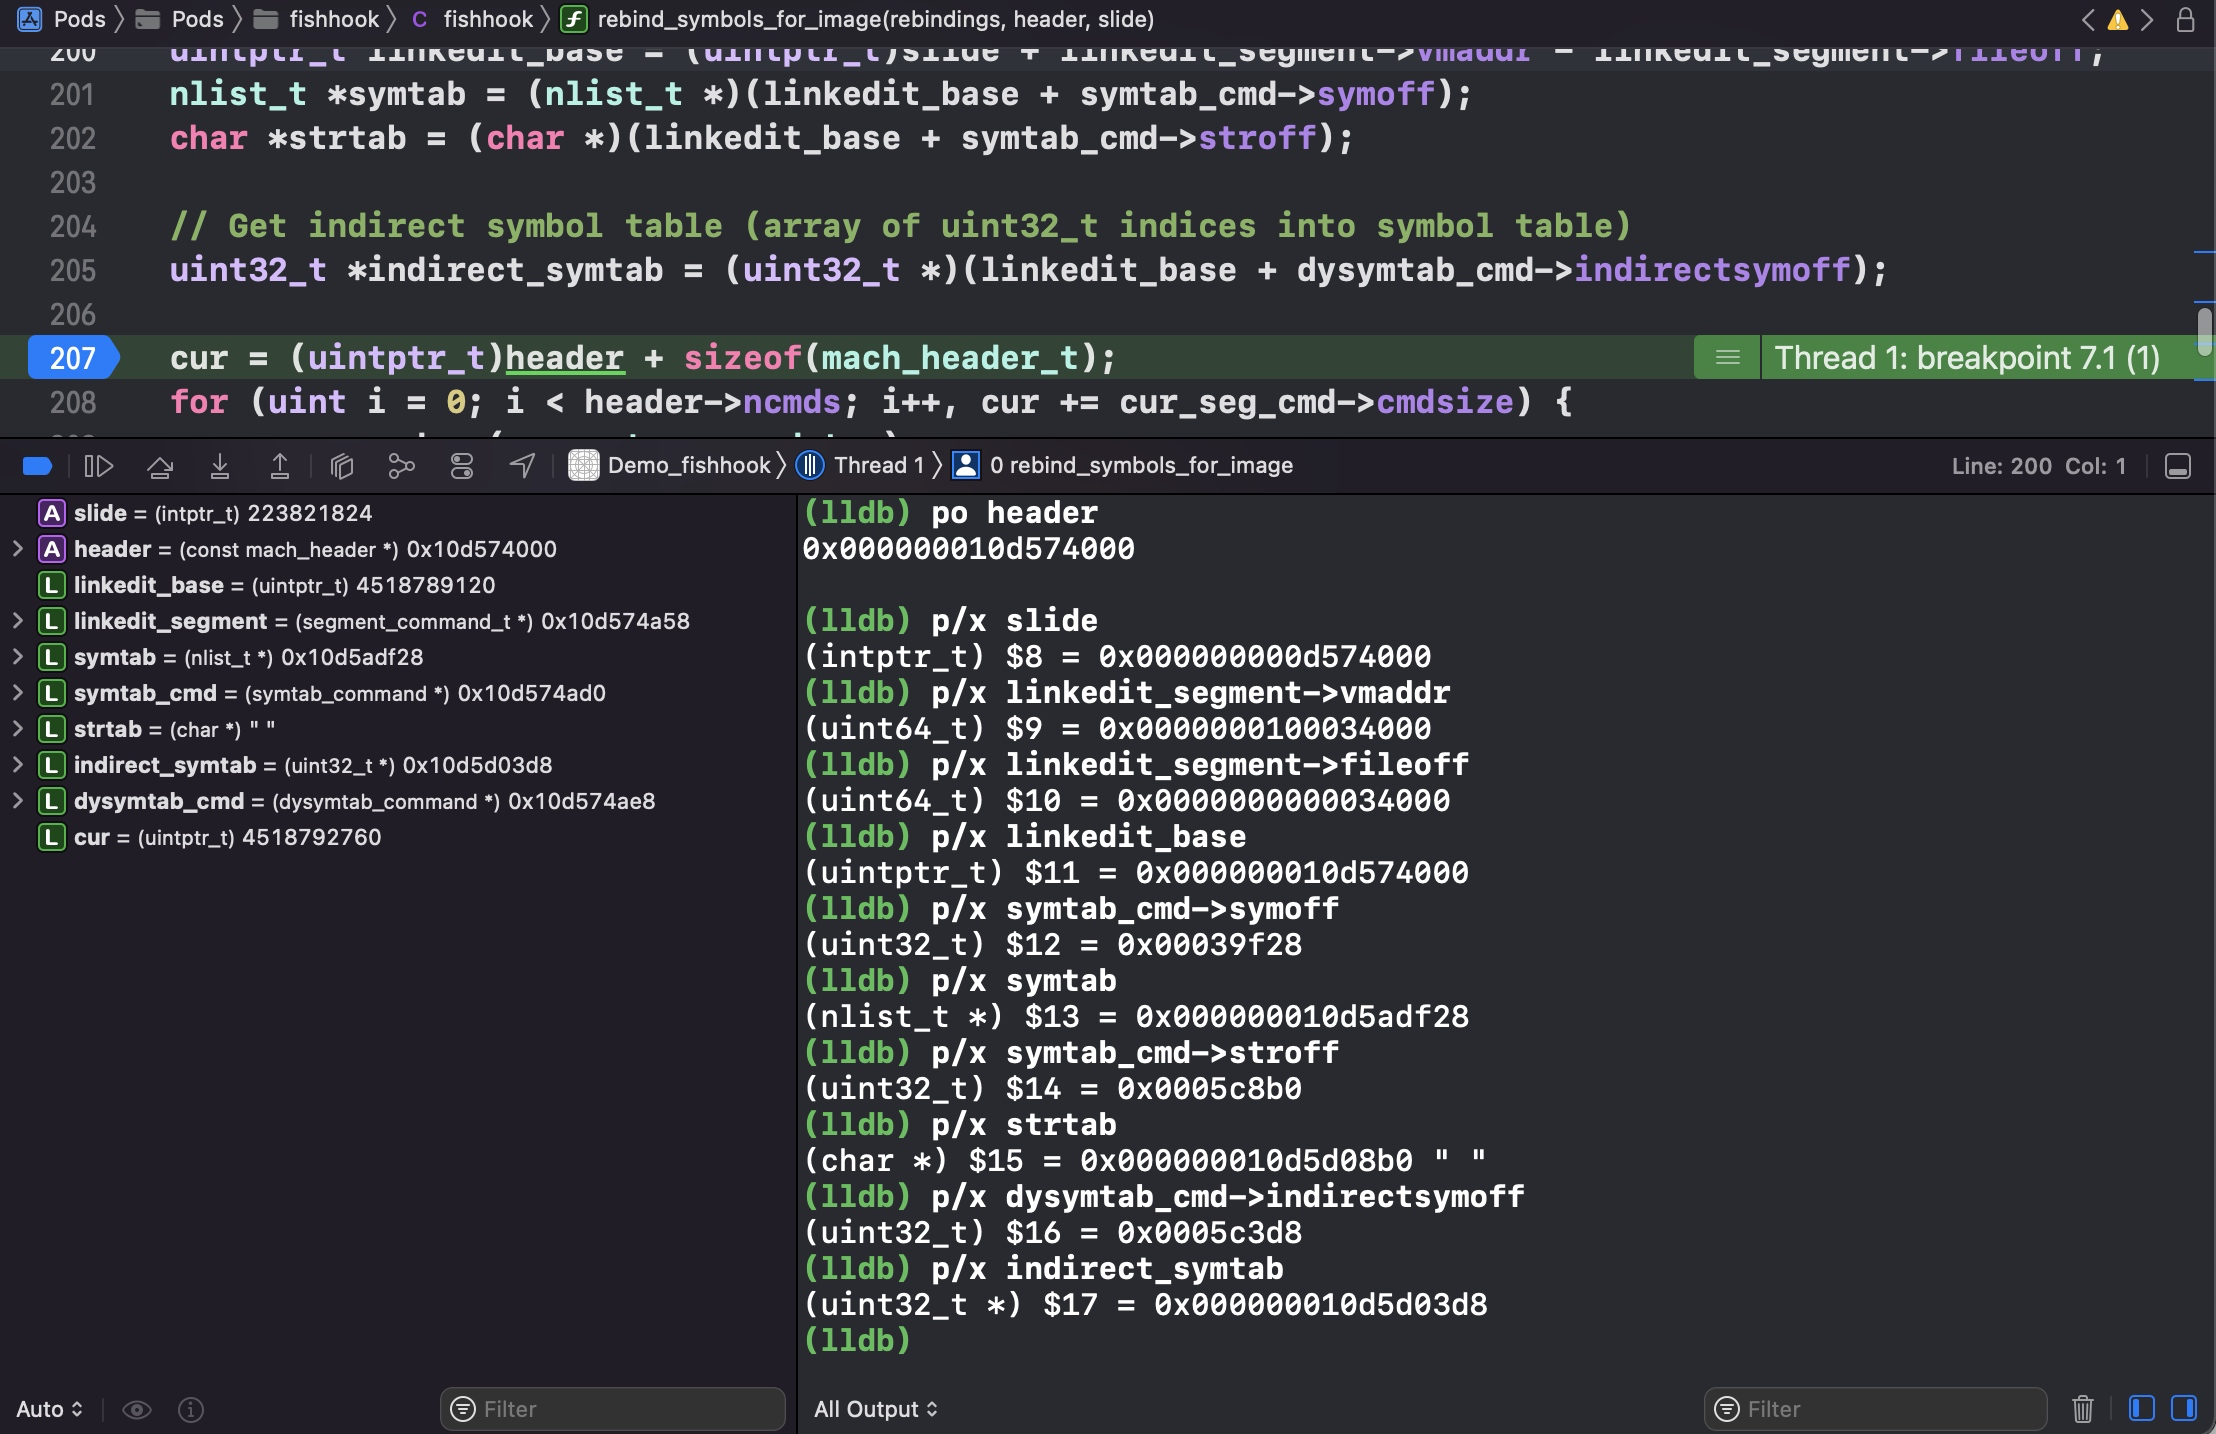 Pods Pods fishhook C fishhook f rebind_symbols_for_image(rebindings, header, slide)
200 uintptr_t linkedit_base = (uintptr_t)slide + linkedit_segment->vmaddr - linkedit_segment->fileoff;
201 nlist_t *symtab = (nlist_t *)(linkedit_base + symtab_cmd->symoff);
202 char *strtab = (char *)(linkedit_base + symtab_cmd->stroff);
203
204 // Get indirect symbol table (array of uint32_t indices into symbol table)
205 uint32_t *indirect_symtab = (uint32_t *)(linkedit_base + dysymtab_cmd->indirectsymoff);
206
207 cur = (uintptr_t)header + sizeof(mach_header_t); Thread 1: breakpoint 7.1 (1)
208 for (uint i = 0; i < header->ncmds; i++, cur += cur_seg_cmd->cmdsize) {
Demo_fishhook Thread 1 0 rebind_symbols_for_image Line: 200 Col: 1
A slide = (intptr_t) 223821824
A header = (const mach_header *) 0x10d574000
L linkedit_base = (uintptr_t) 4518789120
L linkedit_segment = (segment_command_t *) 0x10d574a58
L symtab = (nlist_t *) 0x10d5adf28
L symtab_cmd = (symtab_command *) 0x10d574ad0
L strtab = (char *) " "
L indirect_symtab = (uint32_t *) 0x10d5d03d8
L dysymtab_cmd = (dysymtab_command *) 0x10d574ae8
L cur = (uintptr_t) 4518792760
Auto Filter
(lldb) po header
0x000000010d574000
(lldb) p/x slide
(intptr_t) $8 = 0x000000000d574000
(lldb) p/x linkedit_segment->vmaddr
(uint64_t) $9 = 0x0000000100034000
(lldb) p/x linkedit_segment->fileoff
(uint64_t) $10 = 0x0000000000034000
(lldb) p/x linkedit_base
(uintptr_t) $11 = 0x000000010d574000
(lldb) p/x symtab_cmd->symoff
(uint32_t) $12 = 0x00039f28
(lldb) p/x symtab
(nlist_t *) $13 = 0x000000010d5adf28
(lldb) p/x symtab_cmd->stroff
(uint32_t) $14 = 0x0005c8b0
(lldb) p/x strtab
(char *) $15 = 0x000000010d5d08b0 " "
(lldb) p/x dysymtab_cmd->indirectsymoff
(uint32_t) $16 = 0x0005c3d8
(lldb) p/x indirect_symtab
(uint32_t *) $17 = 0x000000010d5d03d8
(lldb)
All Output Filter